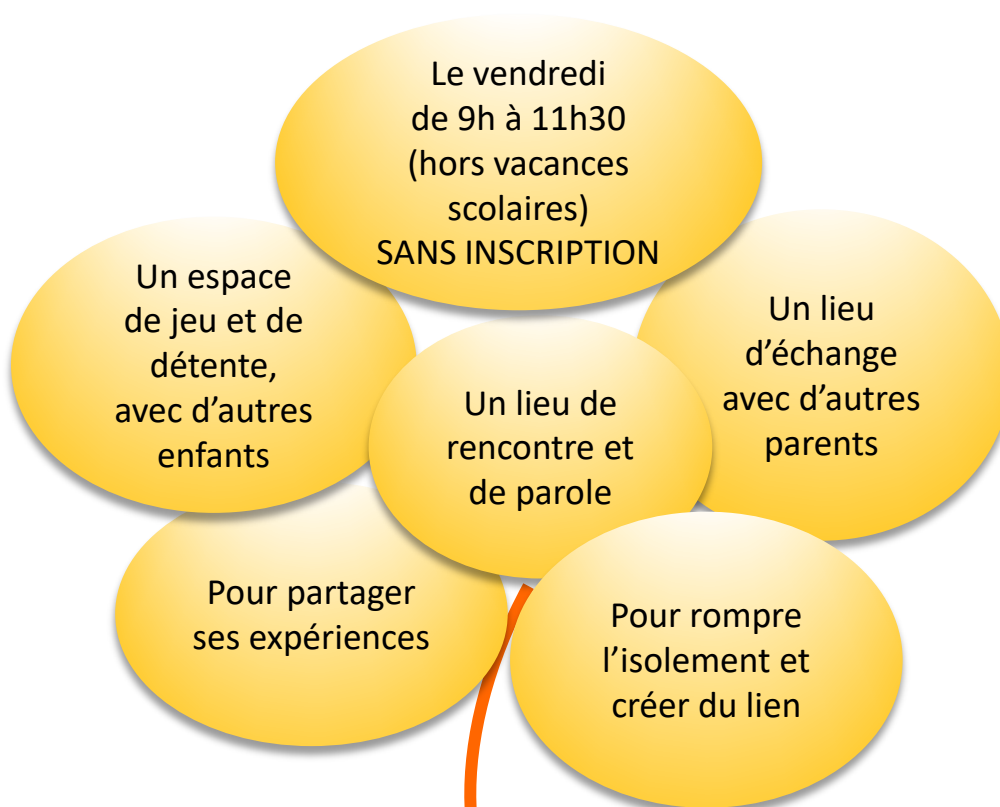 Le vendredi
de 9h à 11h30
(hors vacances
scolaires)
SANS INSCRIPTION
Un espace
de jeu et de
détente,
avec d’autres
enfants
Un lieu de
rencontre et
de parole
Un lieu
d’échange
avec d’autres
parents
Pour partager
ses expériences
Pour rompre
l’isolement et
créer du lien